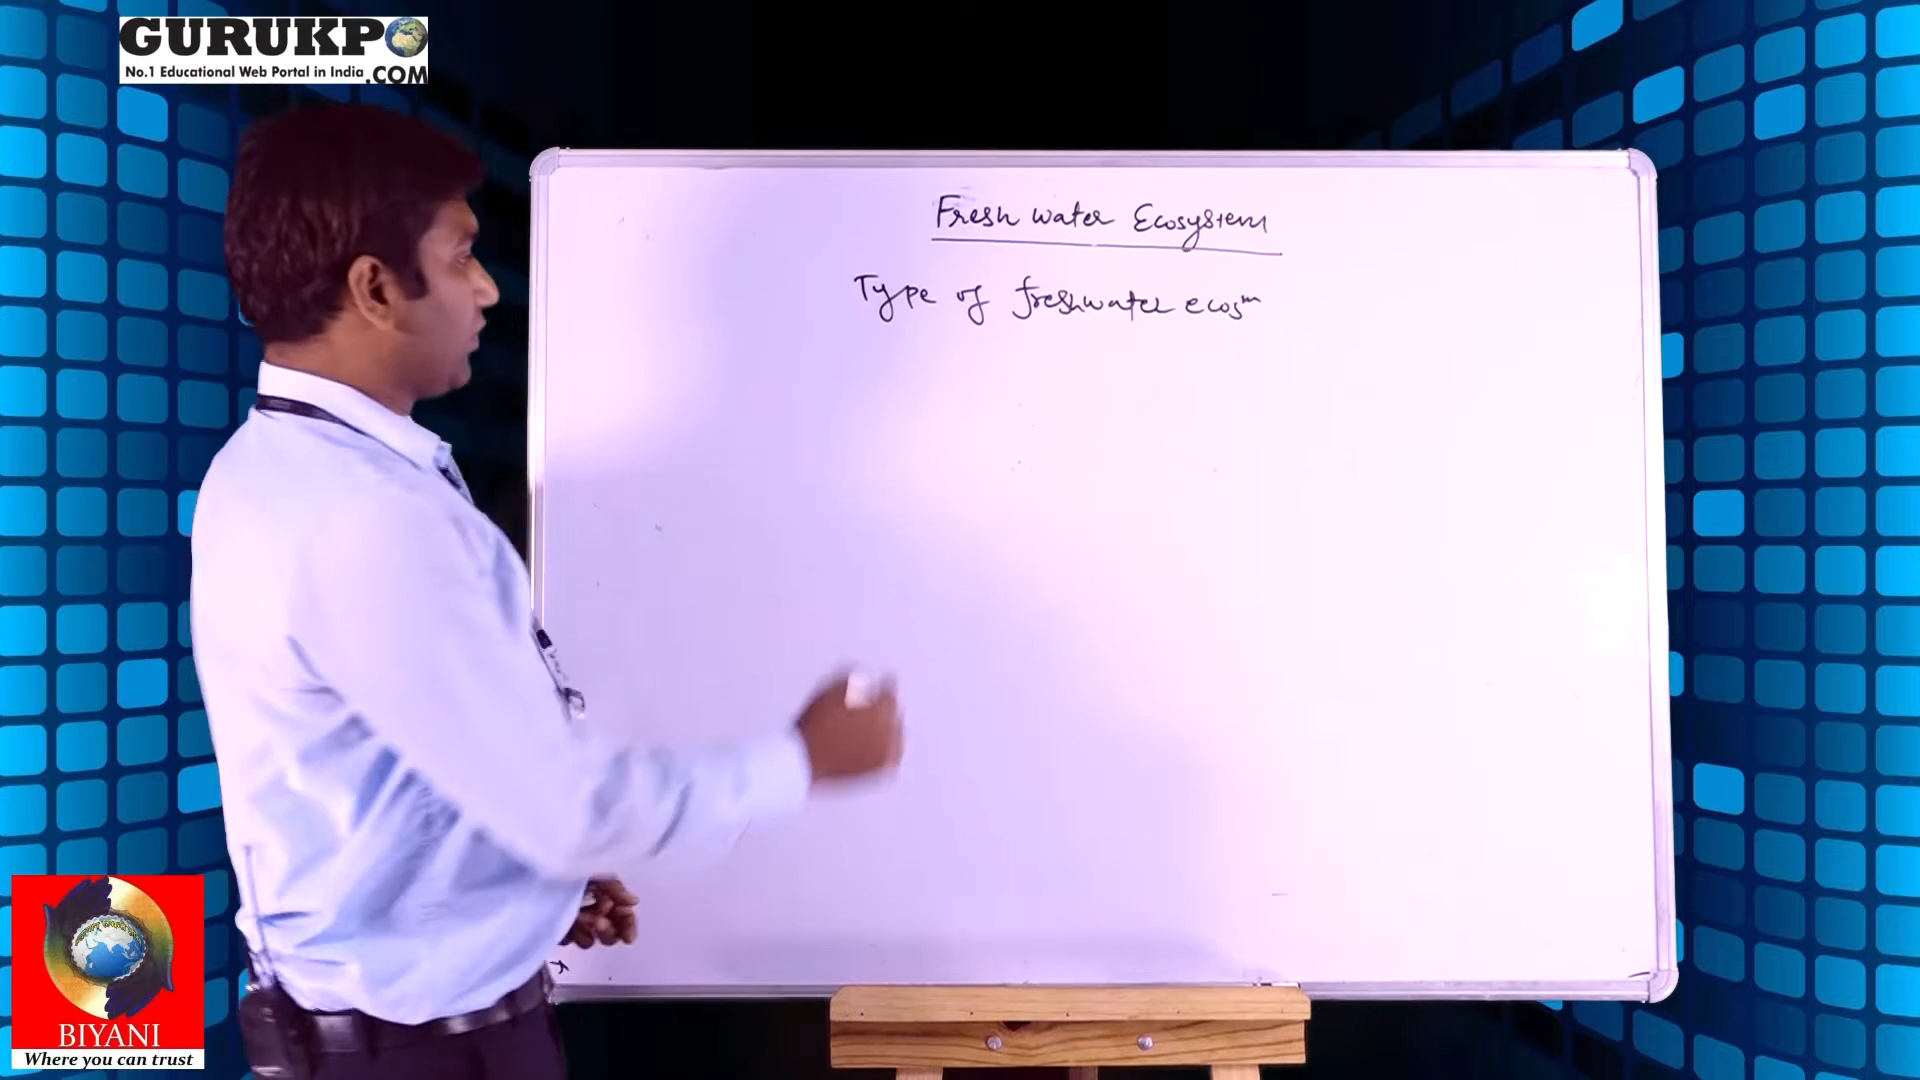 GURUKPO
No.1 Educational Web Portal in India .COM
Fresh water Ecosystem
Type of freshwater ecosᵐ
BIYANI
Where you can trust